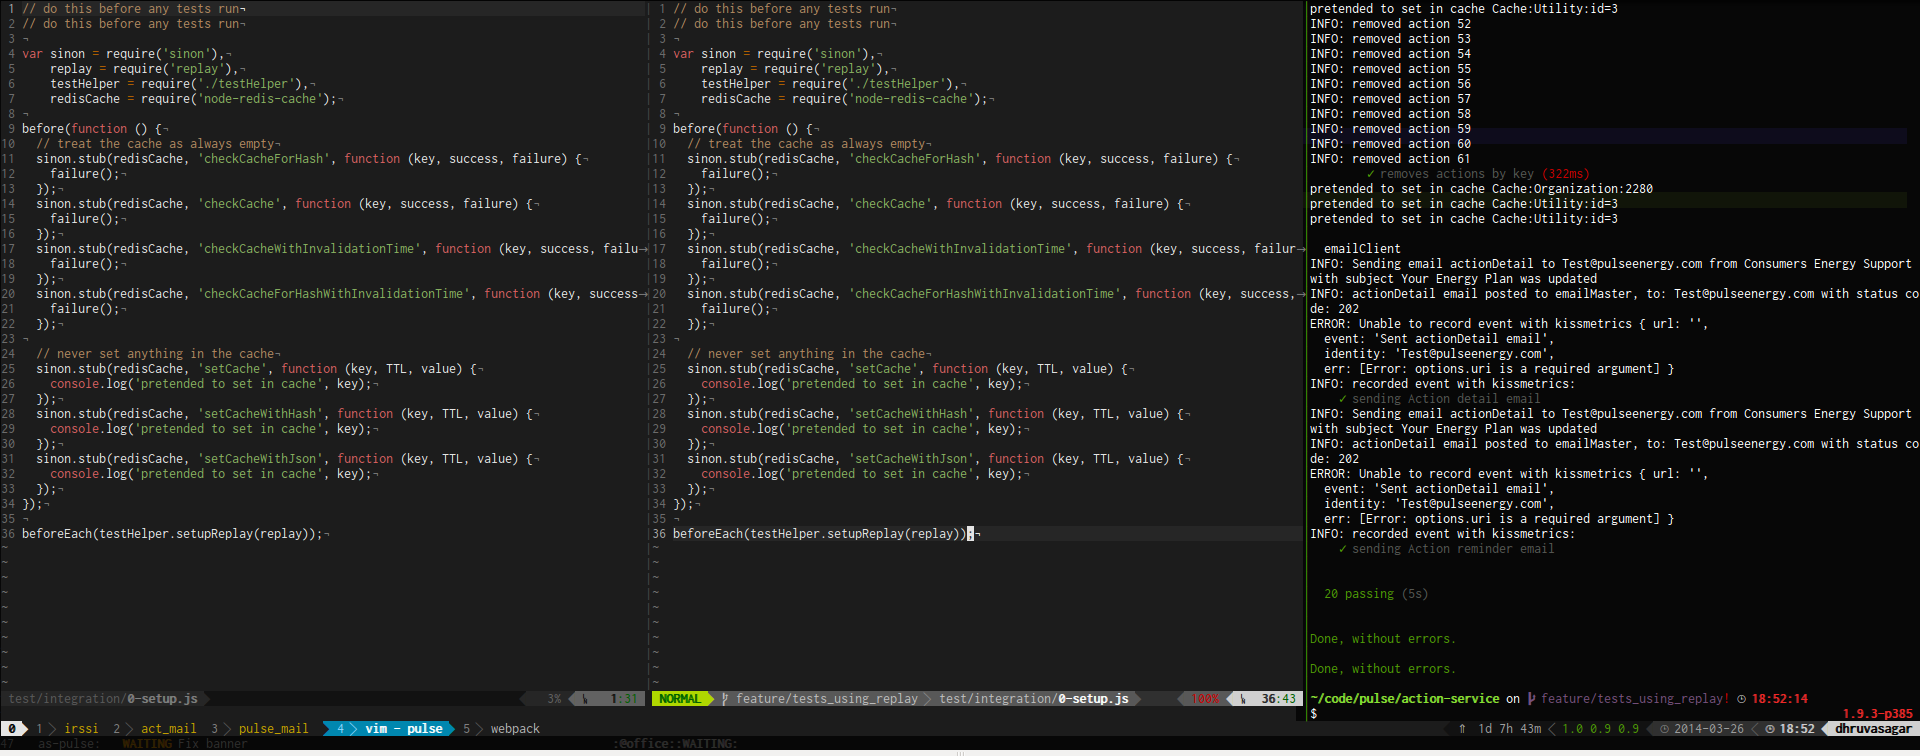 1 // do this before any tests run¬
2 // do this before any tests run¬
3 ¬
4 var sinon = require('sinon'),¬
5     replay = require('replay'),¬
6     testHelper = require('./testHelper'),¬
7     redisCache = require('node-redis-cache');¬
8 ¬
9 before(function () {¬
10   // treat the cache as always empty¬
11   sinon.stub(redisCache, 'checkCacheForHash', function (key, success, failure) {¬
12     failure();¬
13   });¬
14   sinon.stub(redisCache, 'checkCache', function (key, success, failure) {¬
15     failure();¬
16   });¬
17   sinon.stub(redisCache, 'checkCacheWithInvalidationTime', function (key, success, failu→
18     failure();¬
19   });¬
20   sinon.stub(redisCache, 'checkCacheForHashWithInvalidationTime', function (key, success→
21     failure();¬
22   });¬
23 ¬
24   // never set anything in the cache¬
25   sinon.stub(redisCache, 'setCache', function (key, TTL, value) {¬
26     console.log('pretended to set in cache', key);¬
27   });¬
28   sinon.stub(redisCache, 'setCacheWithHash', function (key, TTL, value) {¬
29     console.log('pretended to set in cache', key);¬
30   });¬
31   sinon.stub(redisCache, 'setCacheWithJson', function (key, TTL, value) {¬
32     console.log('pretended to set in cache', key);¬
33   });¬
34 });¬
35 ¬
36 beforeEach(testHelper.setupReplay(replay));¬
~
~
~
~
~
~
~
~
~
~
test/integration/0-setup.js 3% 1:31
1 // do this before any tests run¬
2 // do this before any tests run¬
3 ¬
4 var sinon = require('sinon'),¬
5     replay = require('replay'),¬
6     testHelper = require('./testHelper'),¬
7     redisCache = require('node-redis-cache');¬
8 ¬
9 before(function () {¬
10   // treat the cache as always empty¬
11   sinon.stub(redisCache, 'checkCacheForHash', function (key, success, failure) {¬
12     failure();¬
13   });¬
14   sinon.stub(redisCache, 'checkCache', function (key, success, failure) {¬
15     failure();¬
16   });¬
17   sinon.stub(redisCache, 'checkCacheWithInvalidationTime', function (key, success, failur→
18     failure();¬
19   });¬
20   sinon.stub(redisCache, 'checkCacheForHashWithInvalidationTime', function (key, success,→
21     failure();¬
22   });¬
23 ¬
24   // never set anything in the cache¬
25   sinon.stub(redisCache, 'setCache', function (key, TTL, value) {¬
26     console.log('pretended to set in cache', key);¬
27   });¬
28   sinon.stub(redisCache, 'setCacheWithHash', function (key, TTL, value) {¬
29     console.log('pretended to set in cache', key);¬
30   });¬
31   sinon.stub(redisCache, 'setCacheWithJson', function (key, TTL, value) {¬
32     console.log('pretended to set in cache', key);¬
33   });¬
34 });¬
35 ¬
36 beforeEach(testHelper.setupReplay(replay));¬
~
~
~
~
~
~
~
~
~
~
NORMAL feature/tests_using_replay test/integration/0-setup.js 100% 36:43
pretended to set in cache Cache:Utility:id=3
INFO: removed action 52
INFO: removed action 53
INFO: removed action 54
INFO: removed action 55
INFO: removed action 56
INFO: removed action 57
INFO: removed action 58
INFO: removed action 59
INFO: removed action 60
INFO: removed action 61
✓ removes actions by key (322ms)
pretended to set in cache Cache:Organization:2280
pretended to set in cache Cache:Utility:id=3
pretended to set in cache Cache:Utility:id=3
emailClient
INFO: Sending email actionDetail to Test@pulseenergy.com from Consumers Energy Support
with subject Your Energy Plan was updated
INFO: actionDetail email posted to emailMaster, to: Test@pulseenergy.com with status co
de: 202
ERROR: Unable to record event with kissmetrics { url: '',
event: 'Sent actionDetail email',
identity: 'Test@pulseenergy.com',
err: [Error: options.uri is a required argument] }
INFO: recorded event with kissmetrics:
✓ sending Action detail email
INFO: Sending email actionDetail to Test@pulseenergy.com from Consumers Energy Support
with subject Your Energy Plan was updated
INFO: actionDetail email posted to emailMaster, to: Test@pulseenergy.com with status co
de: 202
ERROR: Unable to record event with kissmetrics { url: '',
event: 'Sent actionDetail email',
identity: 'Test@pulseenergy.com',
err: [Error: options.uri is a required argument] }
INFO: recorded event with kissmetrics:
✓ sending Action reminder email
20 passing (5s)
Done, without errors.
Done, without errors.
~/code/pulse/action-service on feature/tests_using_replay! 18:52:14
$ 1.9.3-p385
0 1 irssi 2 act_mail 3 pulse_mail 4 vim - pulse 5 webpack ⇑ 1d 7h 43m 1.0 0.9 0.9 2014-03-26 18:52 dhruvasagar
47 as-pulse: WAITING Fix banner :@office::WAITING: